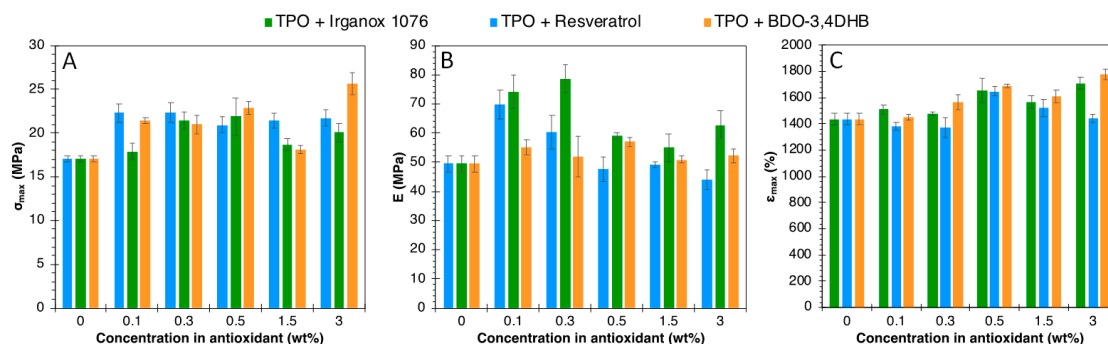 TPO + Irganox 1076 TPO + Resveratrol TPO + BDO-3,4DHB
A
σmax (MPa)
30
25
20
15
10
5
0
0 0.1 0.3 0.5 1.5 3
Concentration in antioxidant (wt%)
B
E (MPa)
90
80
70
60
50
40
30
20
10
0
0 0.1 0.3 0.5 1.5 3
Concentration in antioxidant (wt%)
C
εmax (%)
2000
1800
1600
1400
1200
1000
800
600
400
200
0
0 0.1 0.3 0.5 1.5 3
Concentration in antioxidant (wt%)